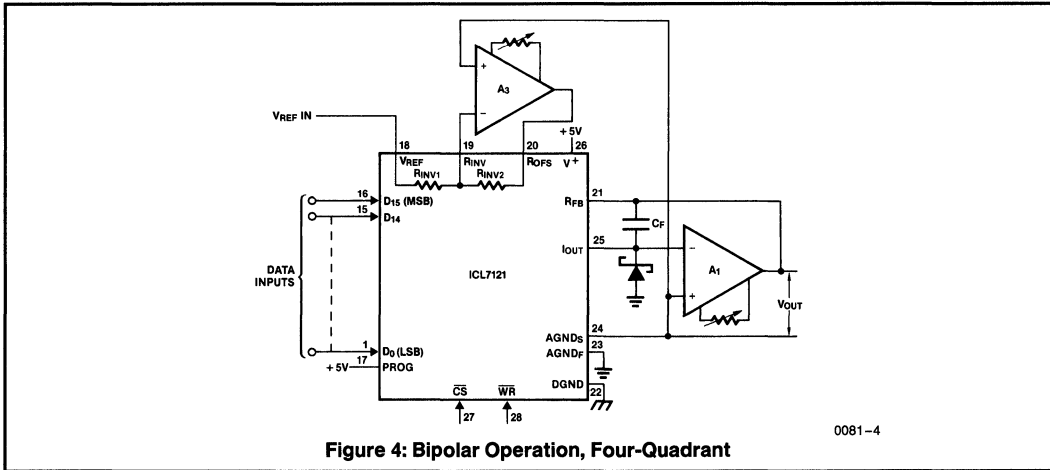 A3
+
−
VREF IN
18
19
20
+5V
26
VREF
RINV
ROFS
V+
RINV1
RINV2
16
D15 (MSB)
15
D14
DATA
INPUTS
1
D0 (LSB)
17
+5V
PROG
ICL7121
RFB
21
CF
IOUT
25
−
A1
+
VOUT
AGNDS
24
AGNDF
23
DGND
22
CS
WR
27
28
0081–4
Figure 4: Bipolar Operation, Four-Quadrant